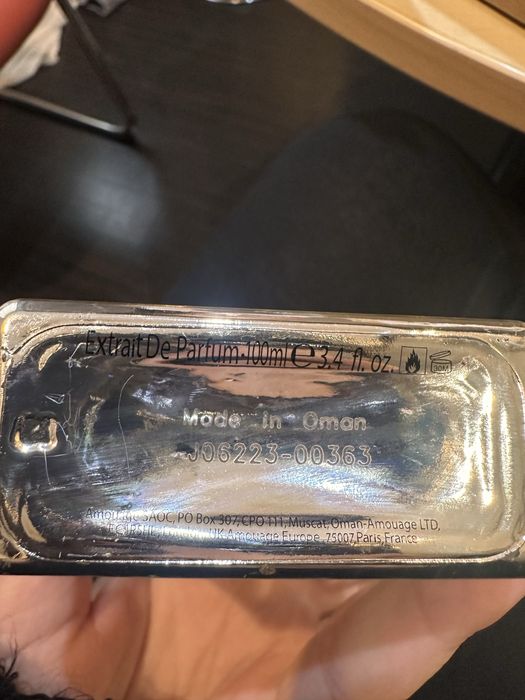 Extrait De Parfum·100ml ℮ 3.4 fl. oz. 30M
Made in Oman
J06223-00363
Amouage SAOC, PO Box 307, CPO 111, Muscat, Oman-Amouage LTD,
UK-Amouage Europe, 75007, Paris, France